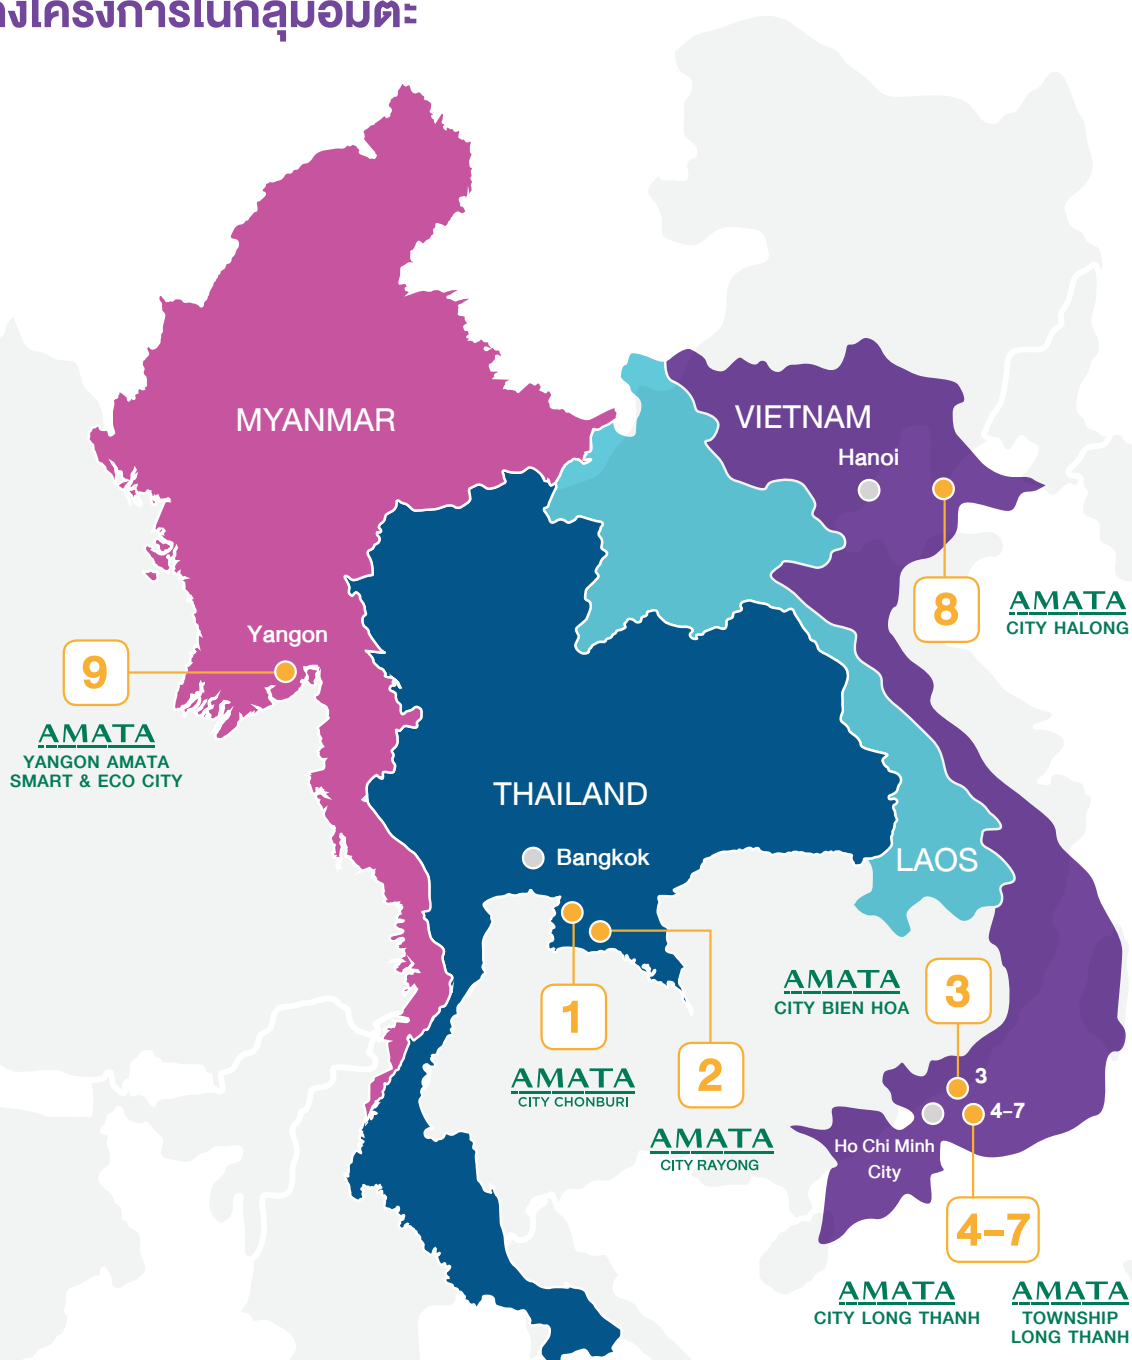 โครงการในกลุ่มอมตะ
MYANMAR
VIETNAM
Hanoi
8
AMATA
CITY HALONG
Yangon
9
AMATA
YANGON AMATA
SMART & ECO CITY
THAILAND
Bangkok
LAOS
1
AMATA
CITY CHONBURI
2
AMATA
CITY RAYONG
AMATA
CITY BIEN HOA
3
3
4–7
Ho Chi Minh
City
4–7
AMATA
CITY LONG THANH
AMATA
TOWNSHIP
LONG THANH